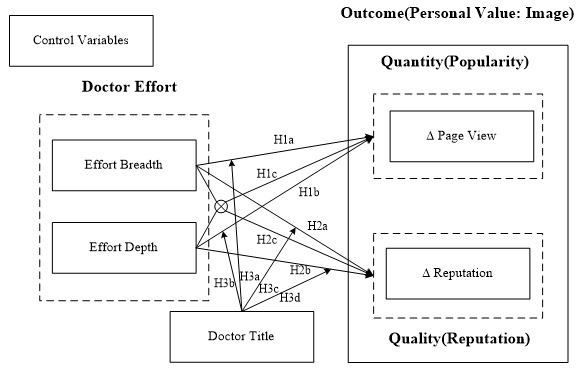 Outcome(Personal Value: Image)
Control Variables
Quantity(Popularity)
Doctor Effort
Δ Page View
H1a
Effort Breadth
H1c
H1b
H2a
Effort Depth
H2c
H2b
Δ Reputation
H3b
H3a
H3c
H3d
Doctor Title
Quality(Reputation)